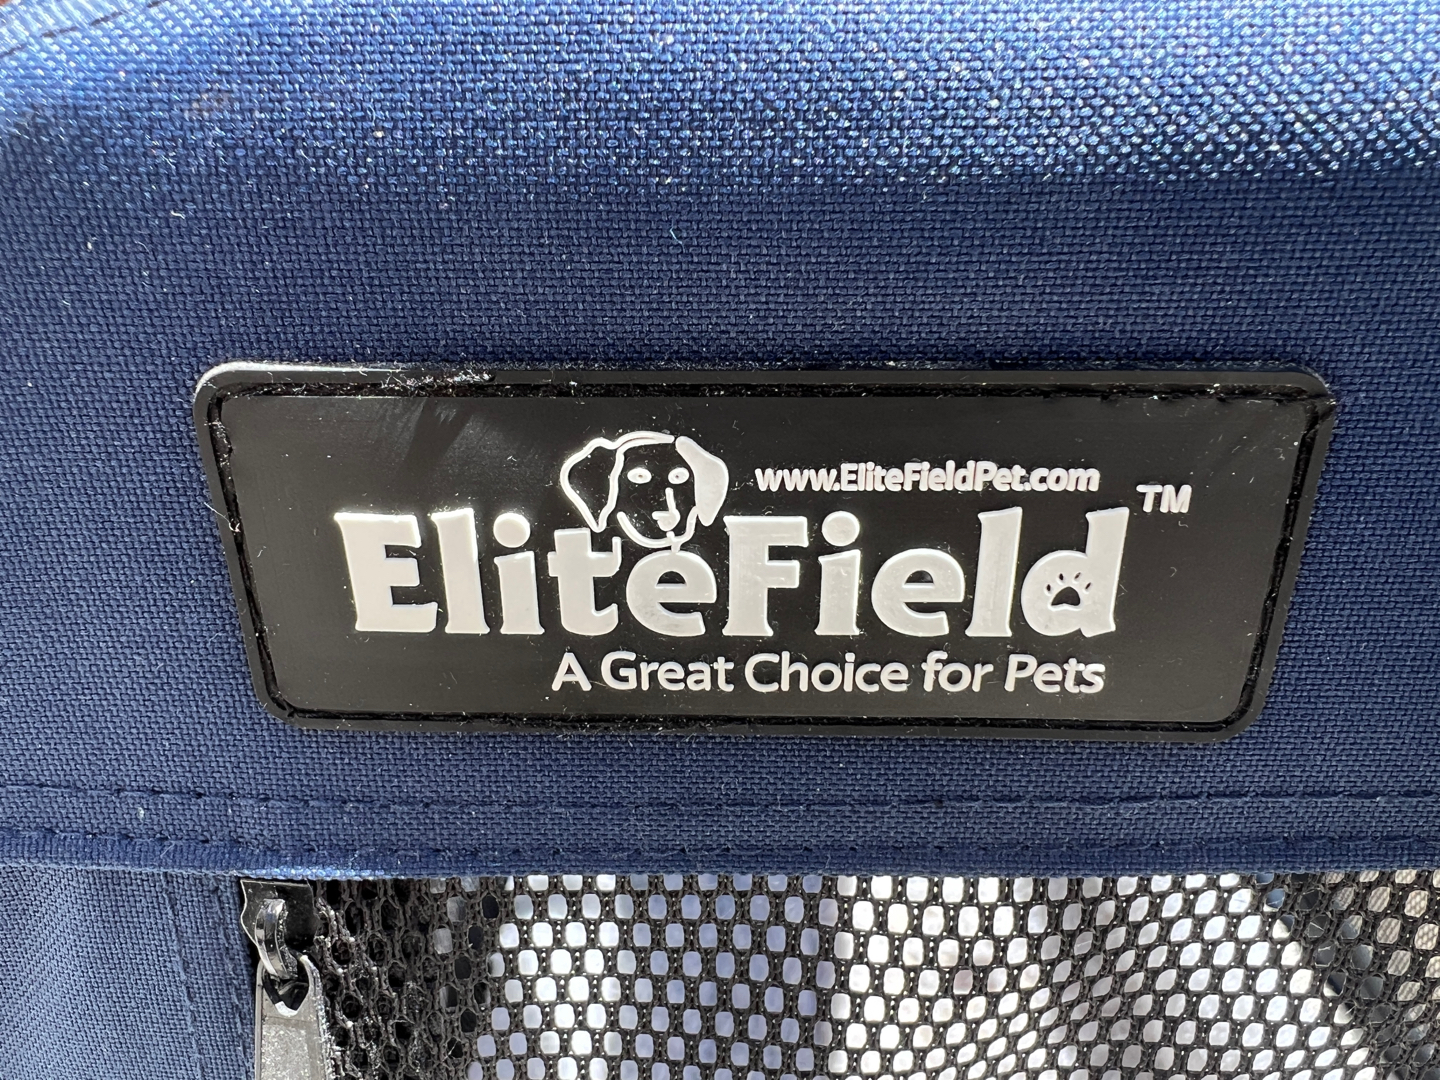 www.EliteFieldPet.com
EliteField™
A Great Choice for Pets